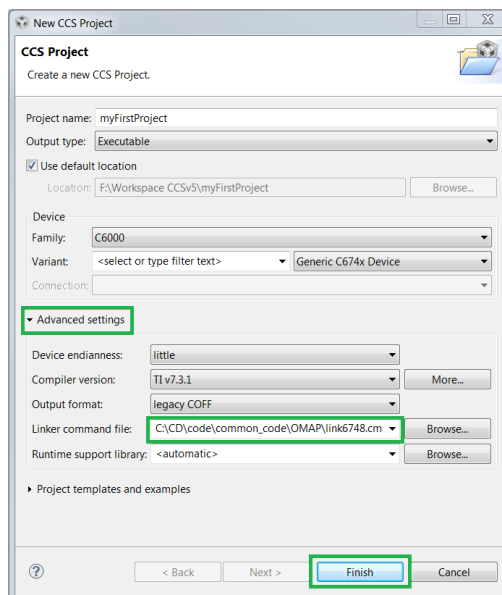 New CCS Project
CCS Project
Create a new CCS Project.
Project name: myFirstProject
Output type: Executable
Use default location
Location: F:\Workspace CCSv5\myFirstProject Browse...
Device
Family: C6000
Variant: <select or type filter text> Generic C674x Device
Connection:
Advanced settings
Device endianness: little
Compiler version: TI v7.3.1 More...
Output format: legacy COFF
Linker command file: C:\CD\code\common_code\OMAP\link6748.cm Browse...
Runtime support library: <automatic> Browse...
Project templates and examples
? < Back Next > Finish Cancel